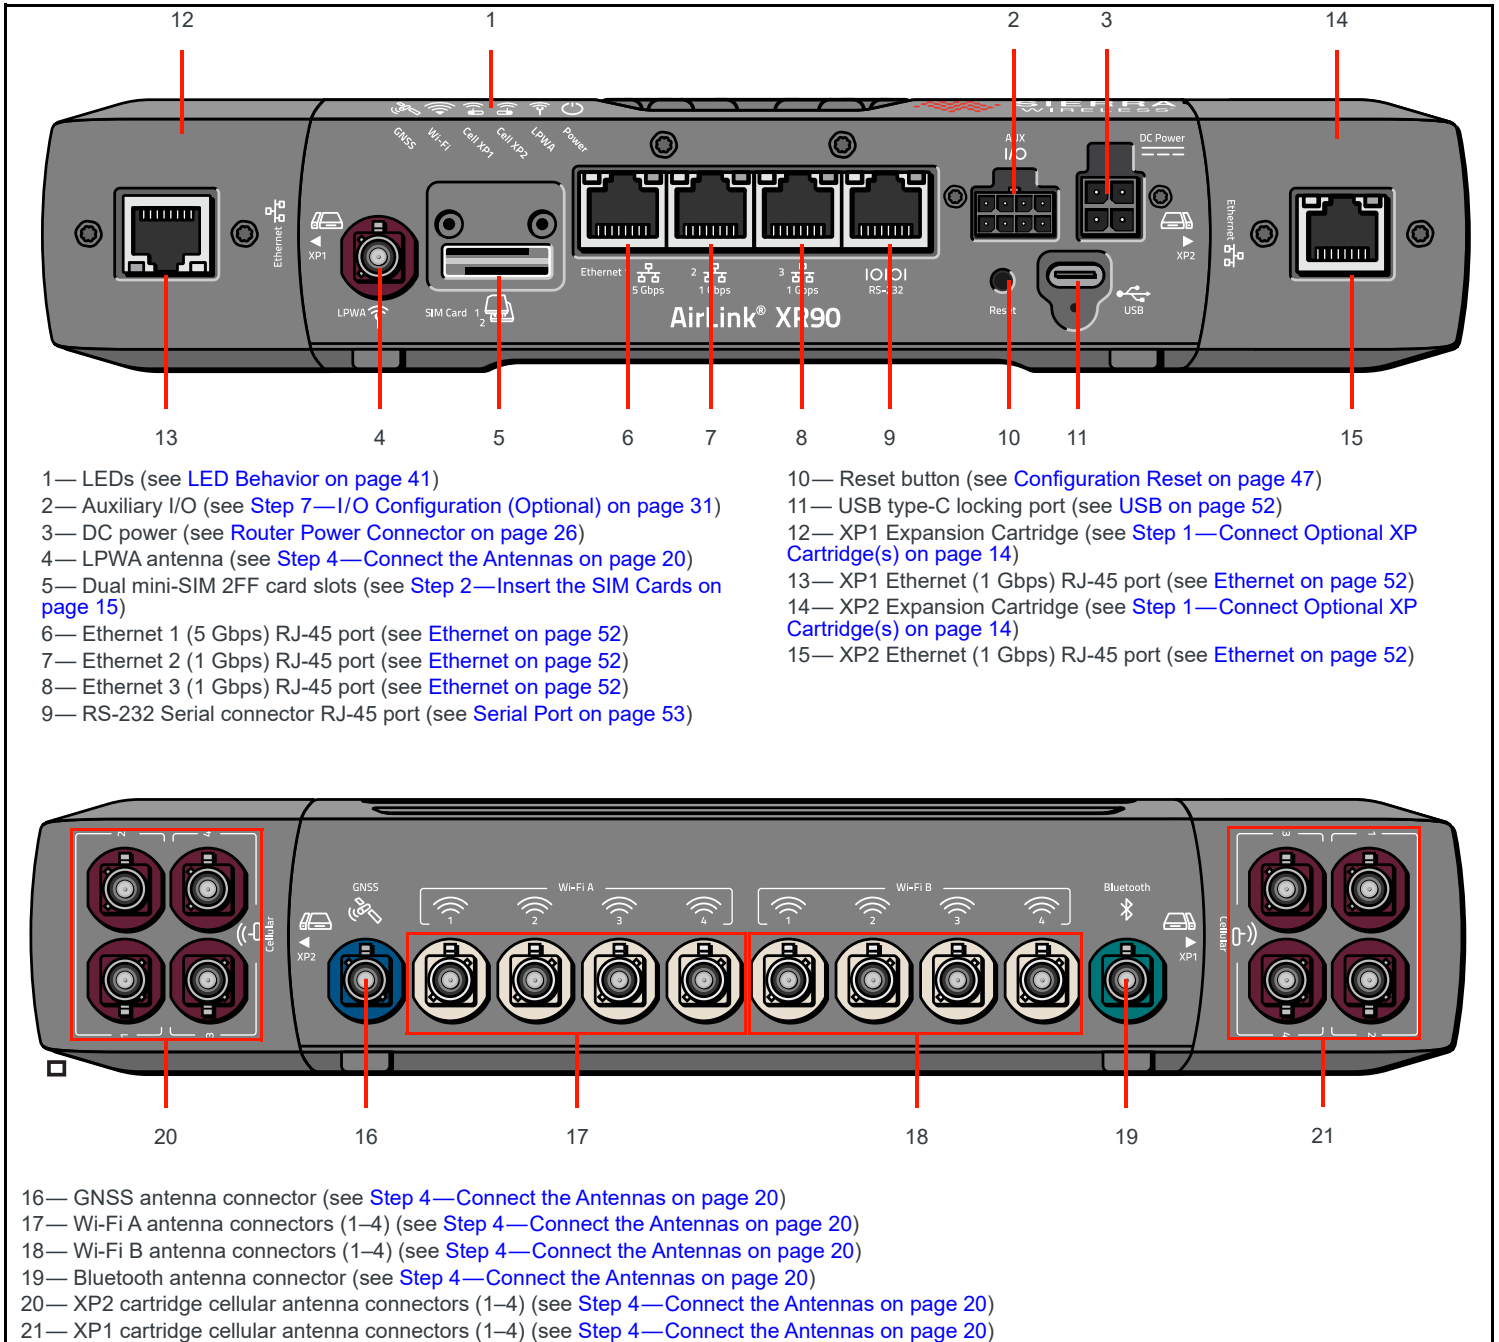 12 1 2 3 14
SIERRA
WIRELESS
GNSS Wi-Fi Cell XP1 Cell XP2 LPWA Power
AUX
I/O
DC Power
Ethernet
XP1
LPWA
SIM Card 1
2
Ethernet 1
5 Gbps
2
1 Gbps
3
1 Gbps
IOIOI
RS-232
AirLink® XR90
Reset
USB
XP2
Ethernet
13 4 5 6 7 8 9 10 11 15
1— LEDs (see LED Behavior on page 41)
2— Auxiliary I/O (see Step 7—I/O Configuration (Optional) on page 31)
3— DC power (see Router Power Connector on page 26)
4— LPWA antenna (see Step 4—Connect the Antennas on page 20)
5— Dual mini-SIM 2FF card slots (see Step 2—Insert the SIM Cards on
page 15)
6— Ethernet 1 (5 Gbps) RJ-45 port (see Ethernet on page 52)
7— Ethernet 2 (1 Gbps) RJ-45 port (see Ethernet on page 52)
8— Ethernet 3 (1 Gbps) RJ-45 port (see Ethernet on page 52)
9— RS-232 Serial connector RJ-45 port (see Serial Port on page 53)
10— Reset button (see Configuration Reset on page 47)
11— USB type-C locking port (see USB on page 52)
12— XP1 Expansion Cartridge (see Step 1—Connect Optional XP
Cartridge(s) on page 14)
13— XP1 Ethernet (1 Gbps) RJ-45 port (see Ethernet on page 52)
14— XP2 Expansion Cartridge (see Step 1—Connect Optional XP
Cartridge(s) on page 14)
15— XP2 Ethernet (1 Gbps) RJ-45 port (see Ethernet on page 52)
2 4
Cellular
1 3
XP2
GNSS
Wi-Fi A
1 2 3 4
Wi-Fi B
1 2 3 4
Bluetooth
XP1
3 1
Cellular
4 2
20 16 17 18 19 21
16— GNSS antenna connector (see Step 4—Connect the Antennas on page 20)
17— Wi-Fi A antenna connectors (1–4) (see Step 4—Connect the Antennas on page 20)
18— Wi-Fi B antenna connectors (1–4) (see Step 4—Connect the Antennas on page 20)
19— Bluetooth antenna connector (see Step 4—Connect the Antennas on page 20)
20— XP2 cartridge cellular antenna connectors (1–4) (see Step 4—Connect the Antennas on page 20)
21— XP1 cartridge cellular antenna connectors (1–4) (see Step 4—Connect the Antennas on page 20)